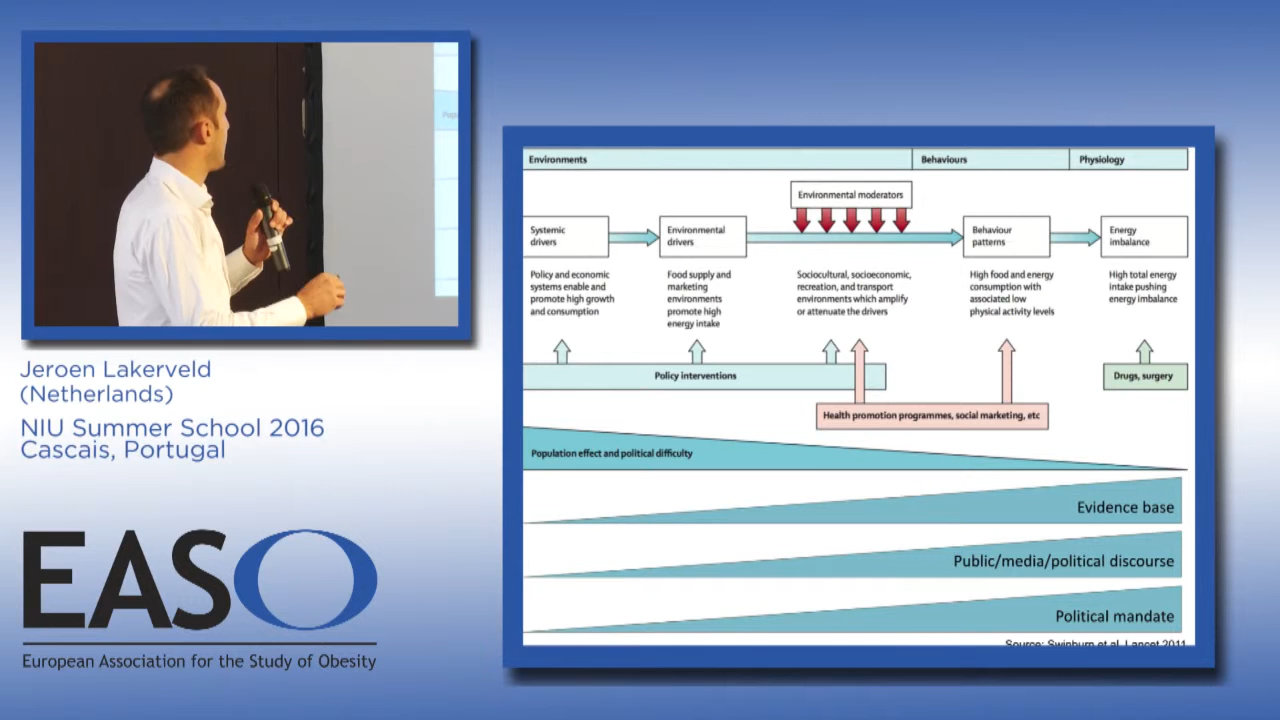 Jeroen Lakerveld
(Netherlands)
NIU Summer School 2016
Cascais, Portugal
EASO
European Association for the Study of Obesity
Environments
Behaviours
Physiology
Environmental moderators
Systemic
drivers
Environmental
drivers
Behaviour
patterns
Energy
imbalance
Policy and economic
systems enable and
promote high growth
and consumption
Food supply and
marketing
environments
promote high
energy intake
Sociocultural, socioeconomic,
recreation, and transport
environments which amplify
or attenuate the drivers
High food and energy
consumption with
associated low
physical activity levels
High total energy
intake pushing
energy imbalance
Policy interventions
Drugs, surgery
Health promotion programmes, social marketing, etc
Population effect and political difficulty
Evidence base
Public/media/political discourse
Political mandate
Source: Swinburn et al. Lancet 2011